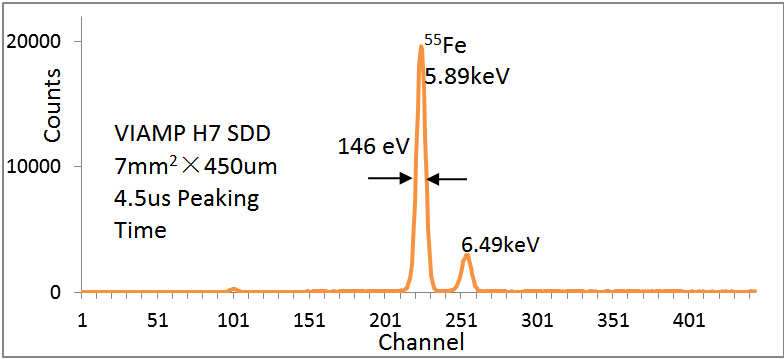 20000
10000
0
Counts
⁵⁵Fe
5.89keV
VIAMP H7 SDD
7mm²×450um
4.5us Peaking
Time
146 eV
6.49keV
1 51 101 151 201 251 301 351 401
Channel